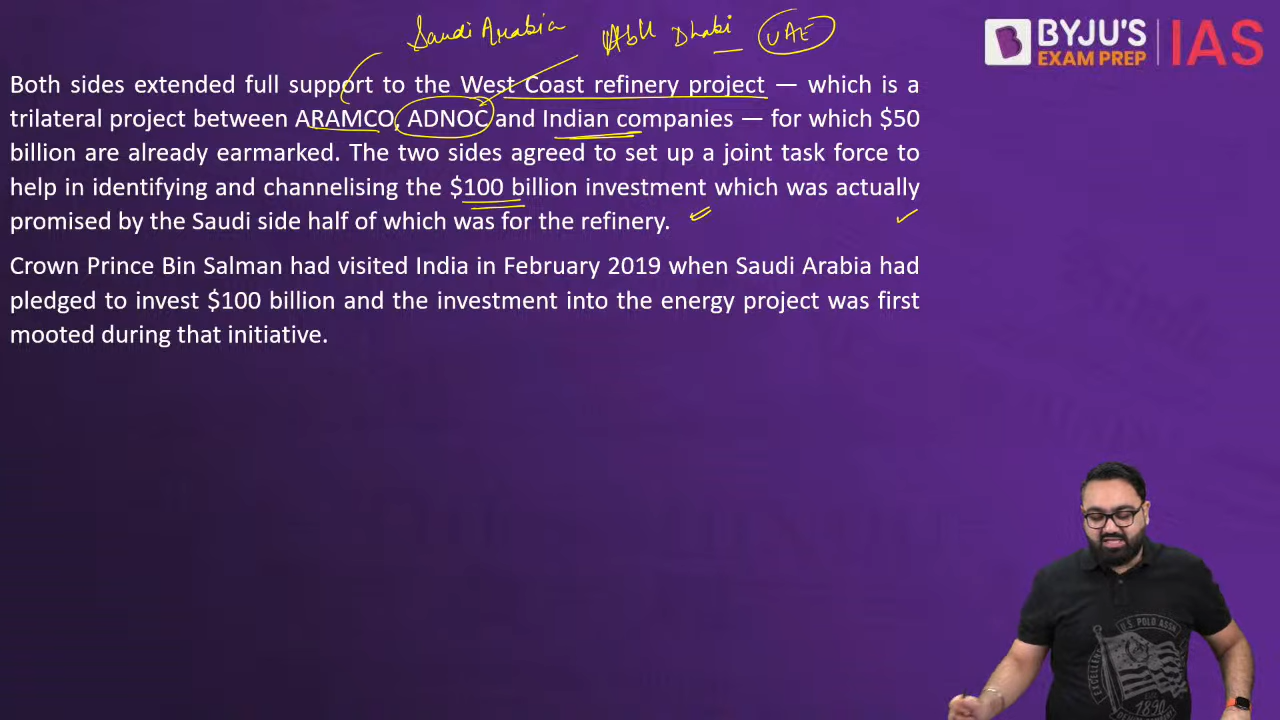 Saudi Arabia Abu Dhabi UAE
BYJU'S
EXAM PREP
IAS
Both sides extended full support to the West Coast refinery project — which is a
trilateral project between ARAMCO, ADNOC and Indian companies — for which $50
billion are already earmarked. The two sides agreed to set up a joint task force to
help in identifying and channelising the $100 billion investment which was actually
promised by the Saudi side half of which was for the refinery.
Crown Prince Bin Salman had visited India in February 2019 when Saudi Arabia had
pledged to invest $100 billion and the investment into the energy project was first
mooted during that initiative.
U.S. POLO ASSN
1890